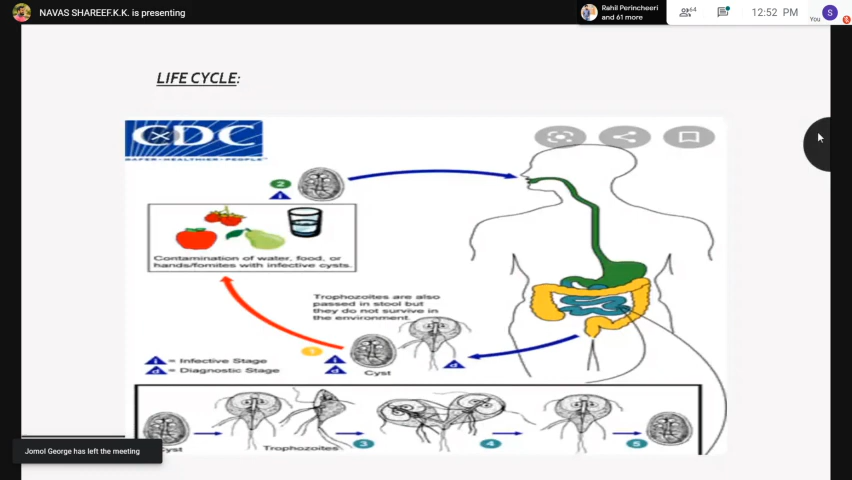 NAVAS SHAREEF.K.K. is presenting
Rahil Perincheeri
and 61 more
64
12:52 PM
You
S
LIFE CYCLE:
CDC
SAFER•HEALTHIER•PEOPLE™
2
i
Contamination of water, food, or
hands/fomites with infective cysts.
Trophozoites are also
passed in stool but
they do not survive in
the environment.
1
i
d
Cyst
d
i = Infective Stage
d = Diagnostic Stage
Trophozoites
3
4
5
Jomol George has left the meeting